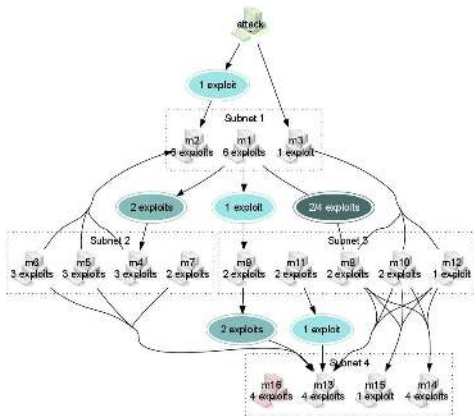 attack
1 exploit
Subnet 1
m2 m1 m3
6 exploits 6 exploits 1 exploit
2 exploits 1 exploit 2/4 exploits
Subnet 2 Subnet 3
m6 m5 m4 m7 m9 m11 m8 m10 m12
3 exploits 3 exploits 3 exploits 2 exploits 2 exploits 2 exploits 2 exploits 2 exploits 1 exploit
2 exploits 1 exploit
Subnet 4
m16 m13 m15 m14
4 exploits 4 exploits 1 exploit 4 exploits